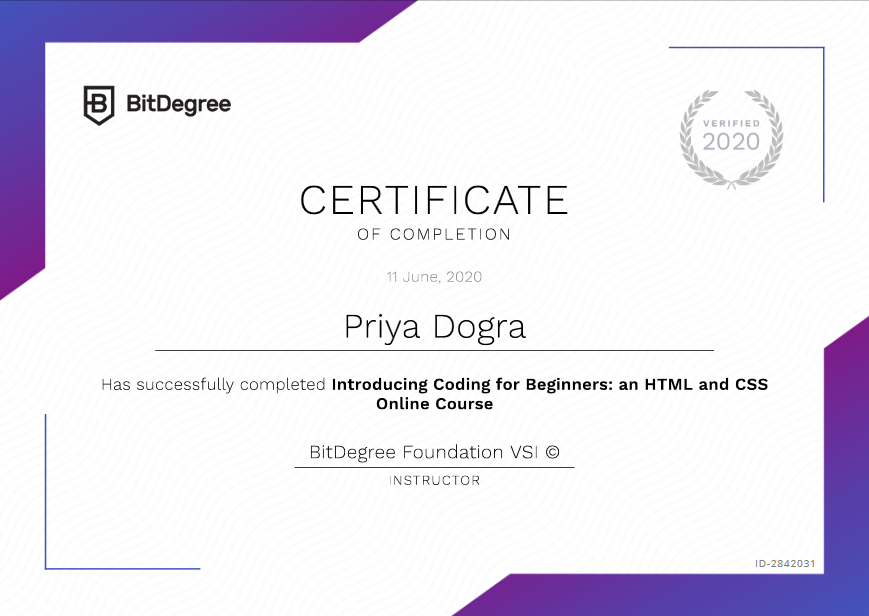 BitDegree
VERIFIED
2020
CERTIFICATE
OF COMPLETION
11 June, 2020
Priya Dogra
Has successfully completed Introducing Coding for Beginners: an HTML and CSS
Online Course
BitDegree Foundation VSI ©
INSTRUCTOR
ID-2842031